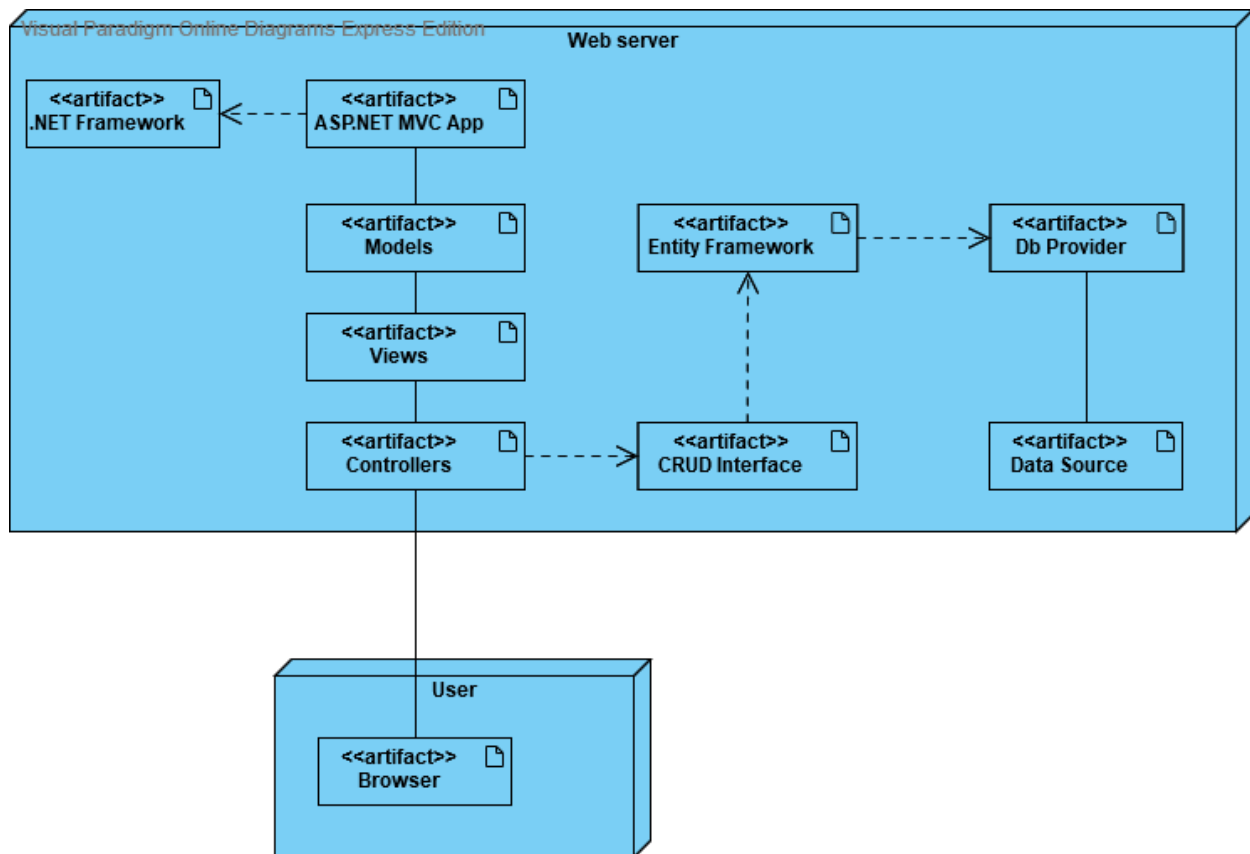 Visual Paradigm Online Diagrams Express Edition
Web server
<<artifact>>
.NET Framework
<<artifact>>
ASP.NET MVC App
<<artifact>>
Models
<<artifact>>
Entity Framework
<<artifact>>
Db Provider
<<artifact>>
Views
<<artifact>>
Controllers
<<artifact>>
CRUD Interface
<<artifact>>
Data Source
User
<<artifact>>
Browser